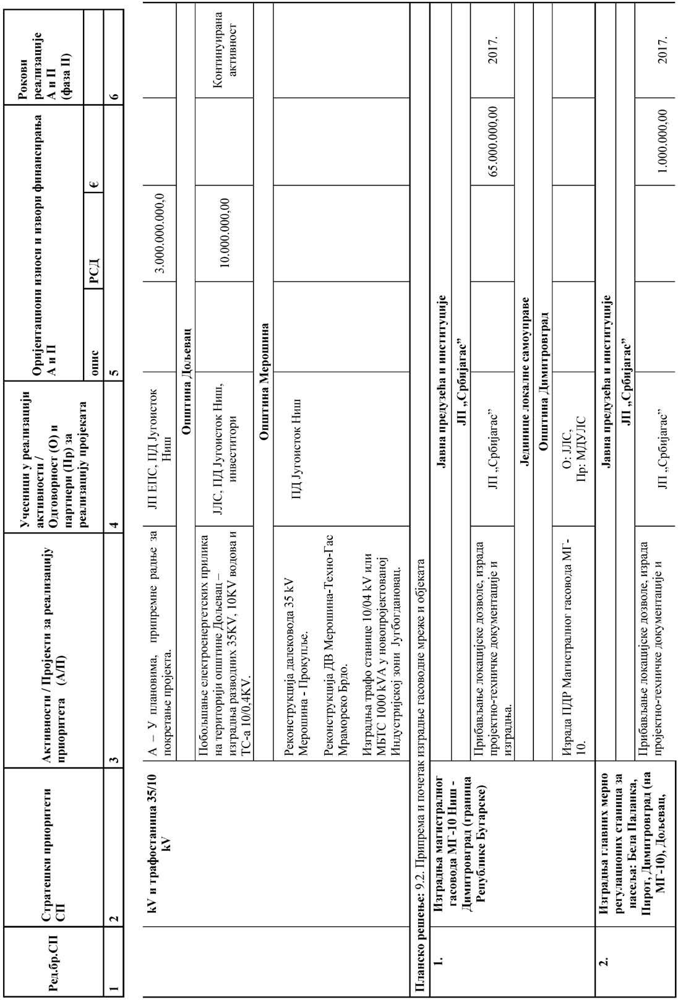 Ред.бр.СП
Стратешки приоритети
СП
Активности / Пројекти за реализацију
приоритета (А/П)
Учесници у реализацији
активности /
Одговорност (О) и
партнери (Пр) за
реализацију пројеката
Оријентациони износи и извори финансирања
А и П
Рокови
реализације
А и П
(фаза II)
опис
РСД
€
1
2
3
4
5
6
kV и трафостаница 35/10
kV
А – У плановима, припремне радње за
покретање пројекта.
ЈП ЕПС, ПД Југоисток
Ниш
3.000.000.000,0
Општина Дољевац
Побољшање електроенергетских прилика
на територији општине Дољевац –
изградња разводних 35KV, 10KV водова и
ТС-а 10/0,4KV.
ЈЛС, ПД Југоисток Ниш,
инвеститори
10.000.000,00
Континуирана
активност
Општина Мерошина
Реконструкција далековода 35 kV
Мерошина - Прокупље.
Реконструкција ДВ Мерошина-Техно-Гас
Мраморско Брдо.
Изградња трафо станице 10/04 kV или
МБТС 1000 kVA у новопројектованој
Индустријској зони Југбогдановац.
ПД Југоисток Ниш
Планско решење: 9.2. Припрема и почетак изградње гасоводне мреже и објеката
1.
Изградња магистралног
гасовода МГ-10 Ниш -
Димитровград (граница
Републике Бугарске)
Јавна предузећа и институције
ЈП „Србијагас”
Прибављање локацијске дозволе, израда
пројектно-техничке документације и
изградња.
ЈП „Србијагас”
65.000.000,00
2017.
Јединице локалне самоуправе
Општина Димитровград
Израда ПДР Магистралног гасовода МГ-
10.
О: ЈЛС,
Пр: МДУЛС
2.
Изградња главних мерно
регулационих станица за
насеља: Бела Паланка,
Пирот, Димитровград (на
МГ-10), Дољевац,
Јавна предузећа и институције
ЈП „Србијагас”
Прибављање локацијске дозволе, израда
пројектно-техничке документације и
ЈП „Србијагас”
1.000.000,00
2017.